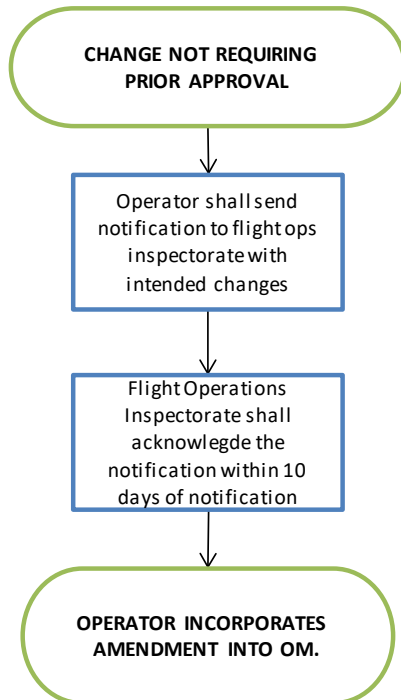 CHANGE NOT REQUIRING
PRIOR APPROVAL
Operator shall send
notification to flight ops
inspectorate with
intended changes
Flight Operations
Inspectorate shall
acknowlegde the
notification within 10
days of notification
OPERATOR INCORPORATES
AMENDMENT INTO OM.